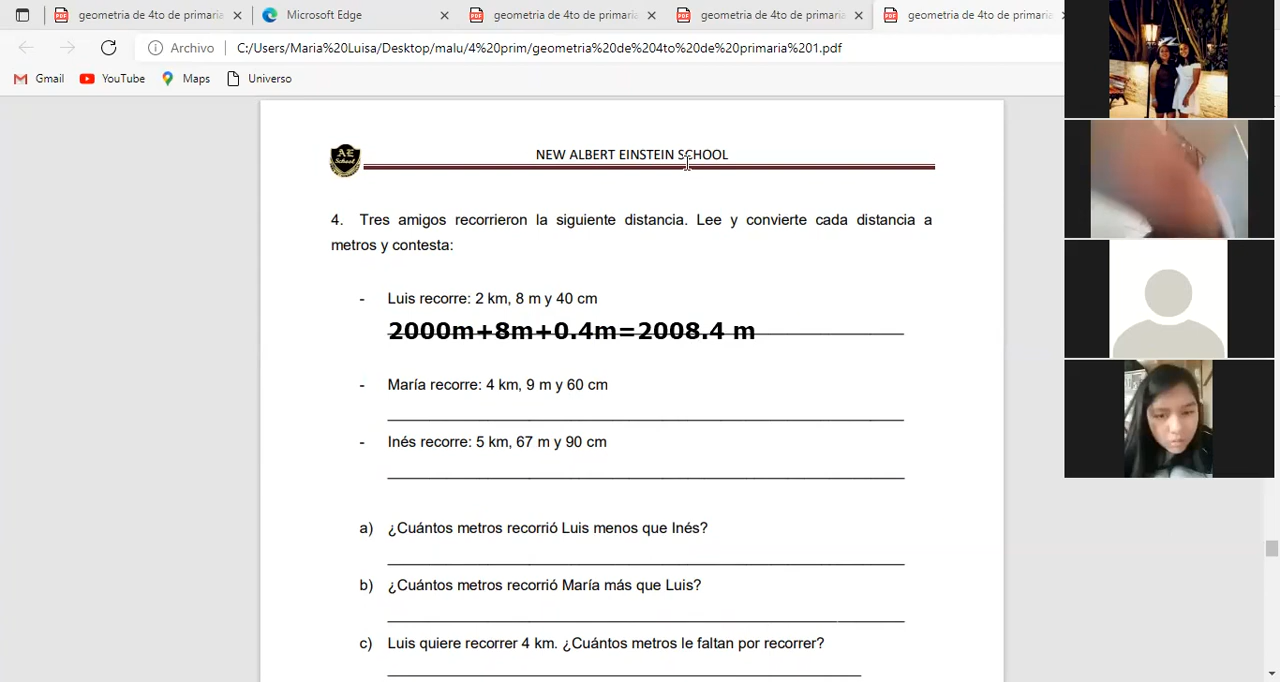 geometria de 4to de primaria
Microsoft Edge
geometria de 4to de primaria
geometria de 4to de primaria
geometria de 4to de primaria
Archivo
C:/Users/Maria%20Luisa/Desktop/malu/4%20prim/geometria%20de%204to%20de%20primaria%201.pdf
Gmail
YouTube
Maps
Universo
AE
School
NEW ALBERT EINSTEIN SCHOOL
4. Tres amigos recorrieron la siguiente distancia. Lee y convierte cada distancia a
metros y contesta:
- Luis recorre: 2 km, 8 m y 40 cm
2000m+8m+0.4m=2008.4 m
- María recorre: 4 km, 9 m y 60 cm
- Inés recorre: 5 km, 67 m y 90 cm
a) ¿Cuántos metros recorrió Luis menos que Inés?
b) ¿Cuántos metros recorrió María más que Luis?
c) Luis quiere recorrer 4 km. ¿Cuántos metros le faltan por recorrer?